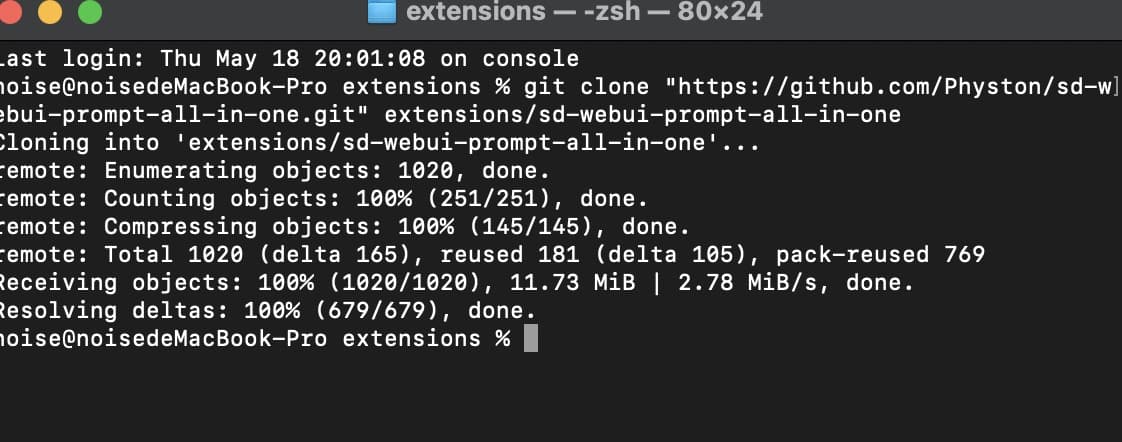 extensions — -zsh — 80×24
Last login: Thu May 18 20:01:08 on console
noise@noisedeMacBook-Pro extensions % git clone "https://github.com/Physton/sd-w]
ebui-prompt-all-in-one.git" extensions/sd-webui-prompt-all-in-one
Cloning into 'extensions/sd-webui-prompt-all-in-one'...
remote: Enumerating objects: 1020, done.
remote: Counting objects: 100% (251/251), done.
remote: Compressing objects: 100% (145/145), done.
remote: Total 1020 (delta 165), reused 181 (delta 105), pack-reused 769
Receiving objects: 100% (1020/1020), 11.73 MiB | 2.78 MiB/s, done.
Resolving deltas: 100% (679/679), done.
noise@noisedeMacBook-Pro extensions %